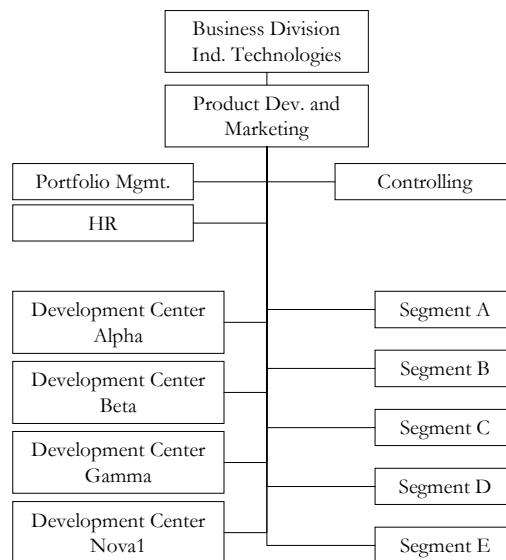 Business Division
Ind. Technologies
Product Dev. and
Marketing
Portfolio Mgmt.
Controlling
HR
Development Center
Alpha
Development Center
Beta
Development Center
Gamma
Development Center
Nova1
Segment A
Segment B
Segment C
Segment D
Segment E